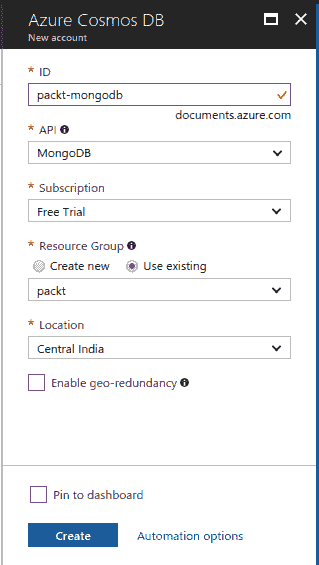 Azure Cosmos DB
New account
* ID
packt-mongodb
documents.azure.com
* API
MongoDB
* Subscription
Free Trial
* Resource Group
Create new Use existing
packt
* Location
Central India
Enable geo-redundancy
Pin to dashboard
Create Automation options